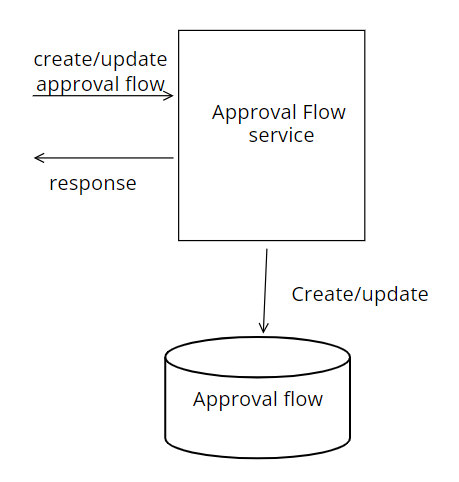 create/update
approval flow
Approval Flow
service
response
Create/update
Approval flow